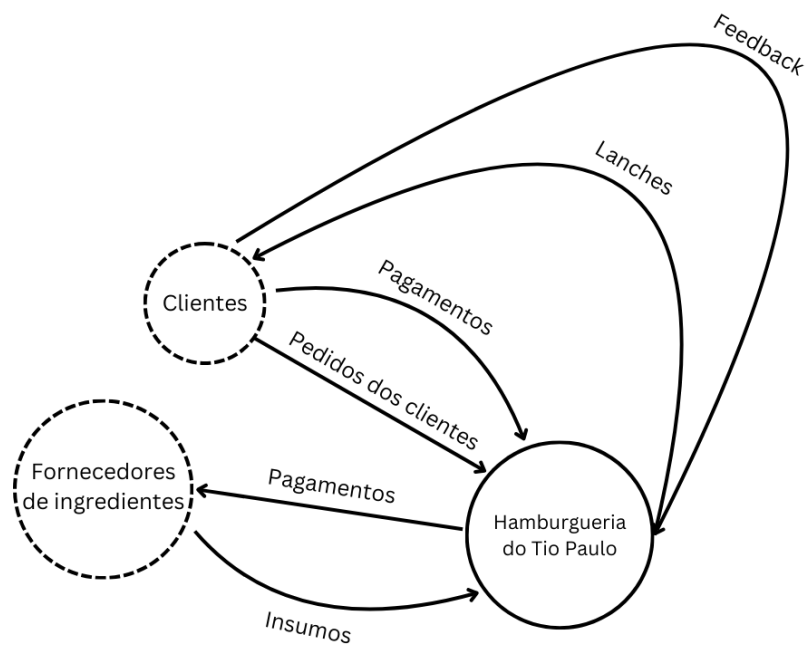 Feedback
Lanches
Clientes
Pagamentos
Pedidos dos clientes
Fornecedores
de ingredientes
Pagamentos
Hamburgueria
do Tio Paulo
Insumos